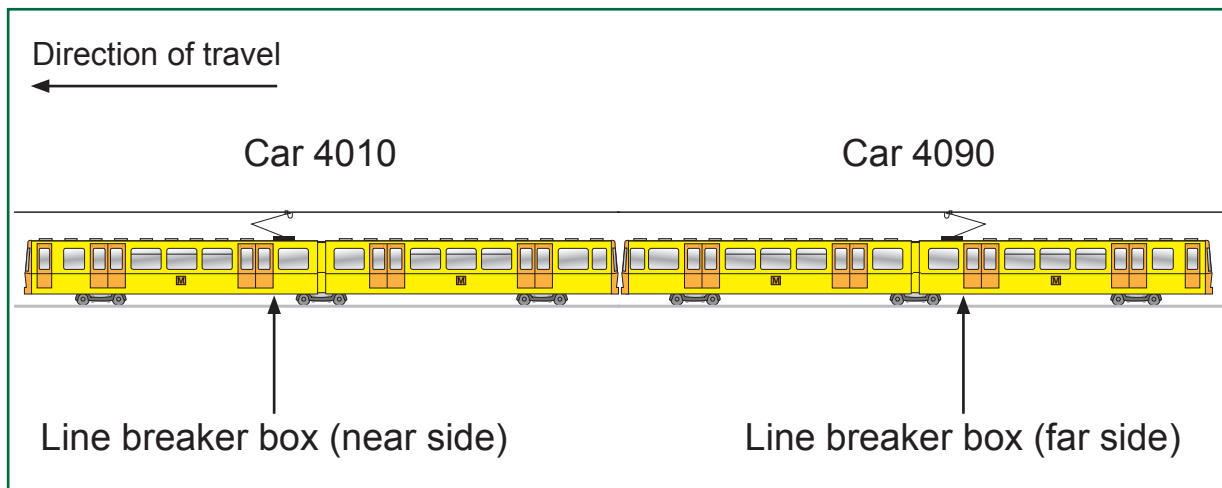 Direction of travel
Car 4010
Car 4090
M
M
M
M
Line breaker box (near side)
Line breaker box (far side)